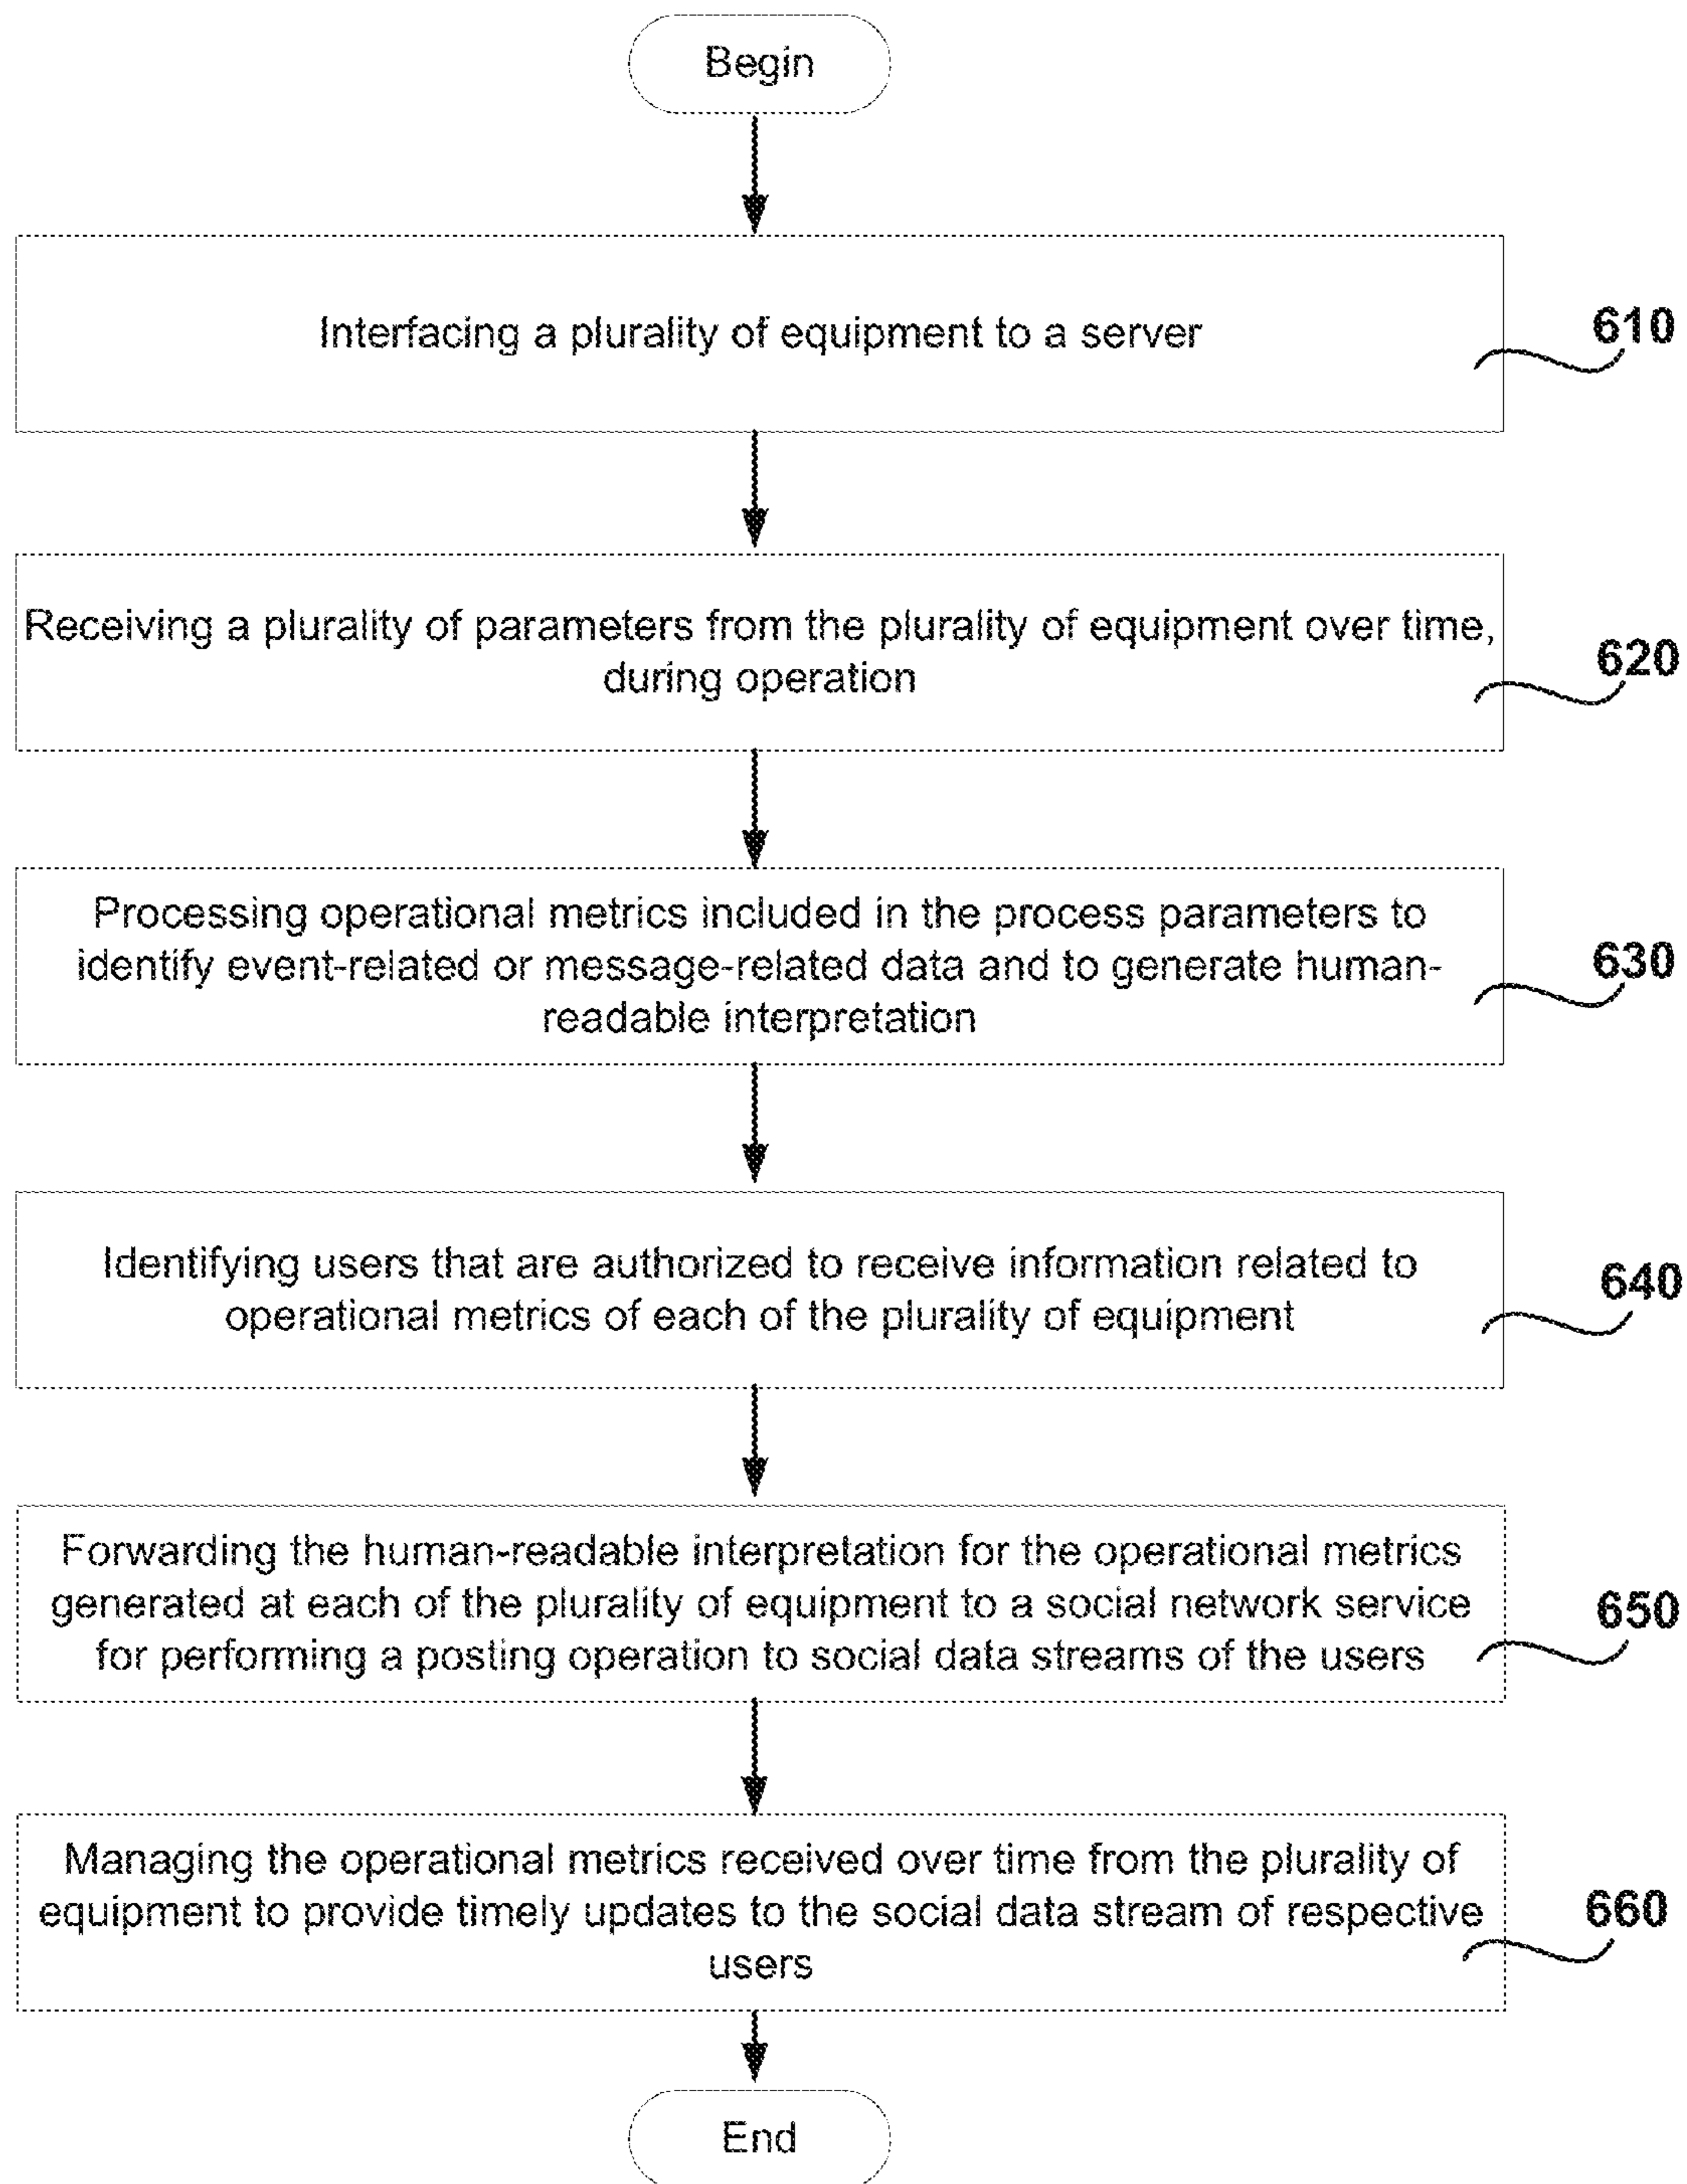 Begin
Interfacing a plurality of equipment to a server
610
Receiving a plurality of parameters from the plurality of equipment over time,
during operation
620
Processing operational metrics included in the process parameters to
identify event-related or message-related data and to generate human-
readable interpretation
630
Identifying users that are authorized to receive information related to
operational metrics of each of the plurality of equipment
640
Forwarding the human-readable interpretation for the operational metrics
generated at each of the plurality of equipment to a social network service
for performing a posting operation to social data streams of the users
650
Managing the operational metrics received over time from the plurality of
equipment to provide timely updates to the social data stream of respective
users
660
End